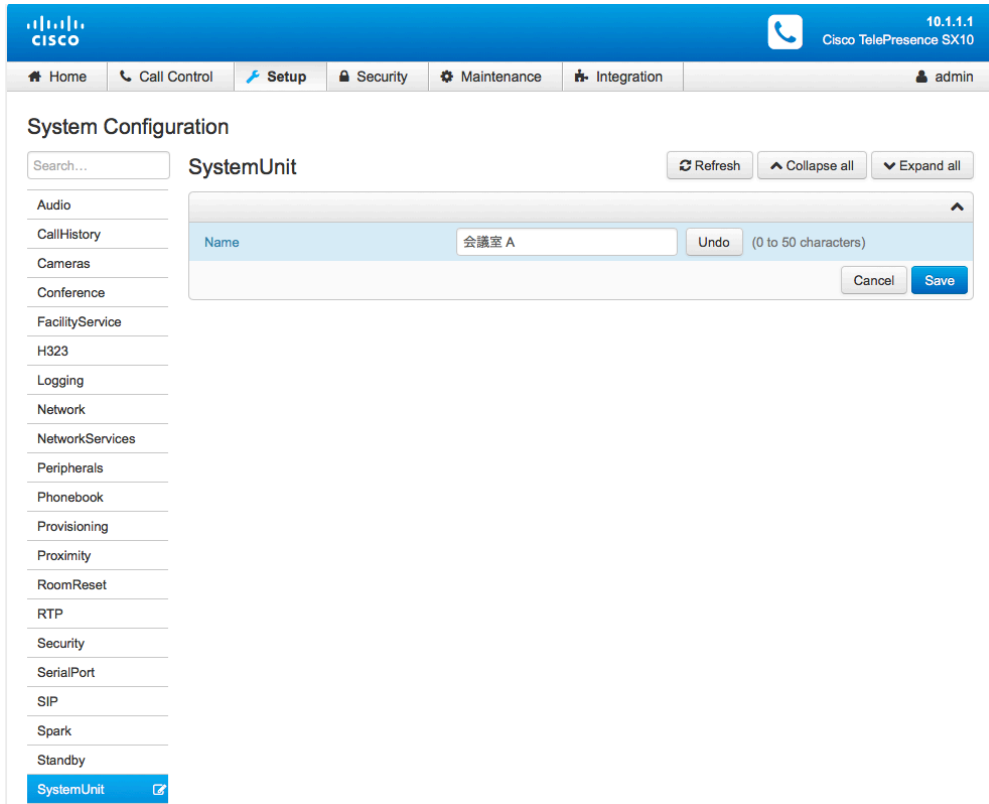 CISCO
10.1.1.1
Cisco TelePresence SX10
Home Call Control Setup Security Maintenance Integration admin
System Configuration
Search...
SystemUnit
Refresh Collapse all Expand all
Name 会議室 A Undo (0 to 50 characters)
Cancel Save
Audio
CallHistory
Cameras
Conference
FacilityService
H323
Logging
Network
NetworkServices
Peripherals
Phonebook
Provisioning
Proximity
RoomReset
RTP
Security
SerialPort
SIP
Spark
Standby
SystemUnit